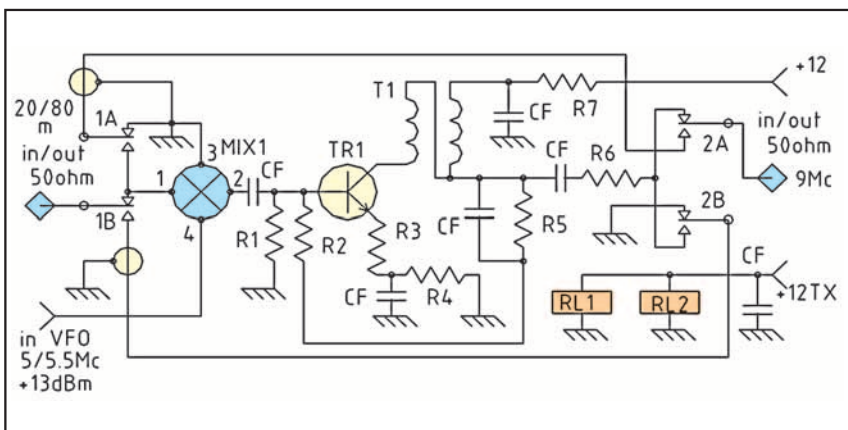 +12
T1
R7
CF
20/80
m
1A
in/out
50ohm
3
MIX1
CF
TR1
CF
R6
2A
in/out
50ohm
9Mc
1
2
1B
4
R1
R2
R3
CF
R5
2B
CF
R4
RL1
RL2
CF
+12TX
in VFO
5/5.5Mc
+13dBm